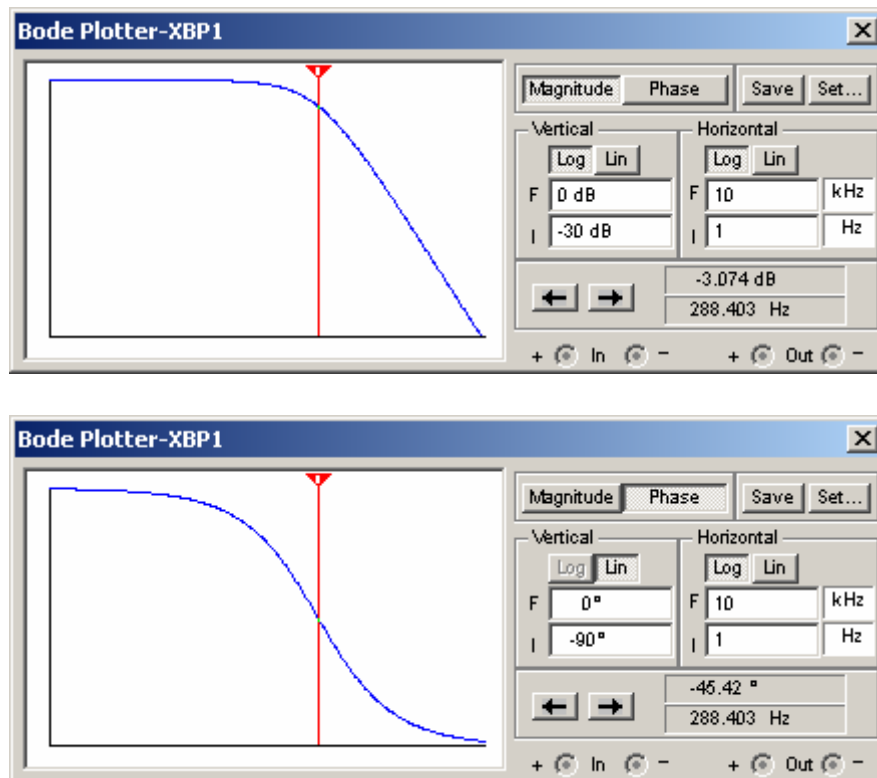 Bode Plotter-XBP1
Magnitude Phase Save Set...
Vertical Horizontal
Log Lin Log Lin
F 0 dB F 10 kHz
I -30 dB I 1 Hz
-3.074 dB
288.403 Hz
+ In - + Out -
Bode Plotter-XBP1
Magnitude Phase Save Set...
Vertical Horizontal
Log Lin Log Lin
F 0° F 10 kHz
I -90° I 1 Hz
-45.42 °
288.403 Hz
+ In - + Out -